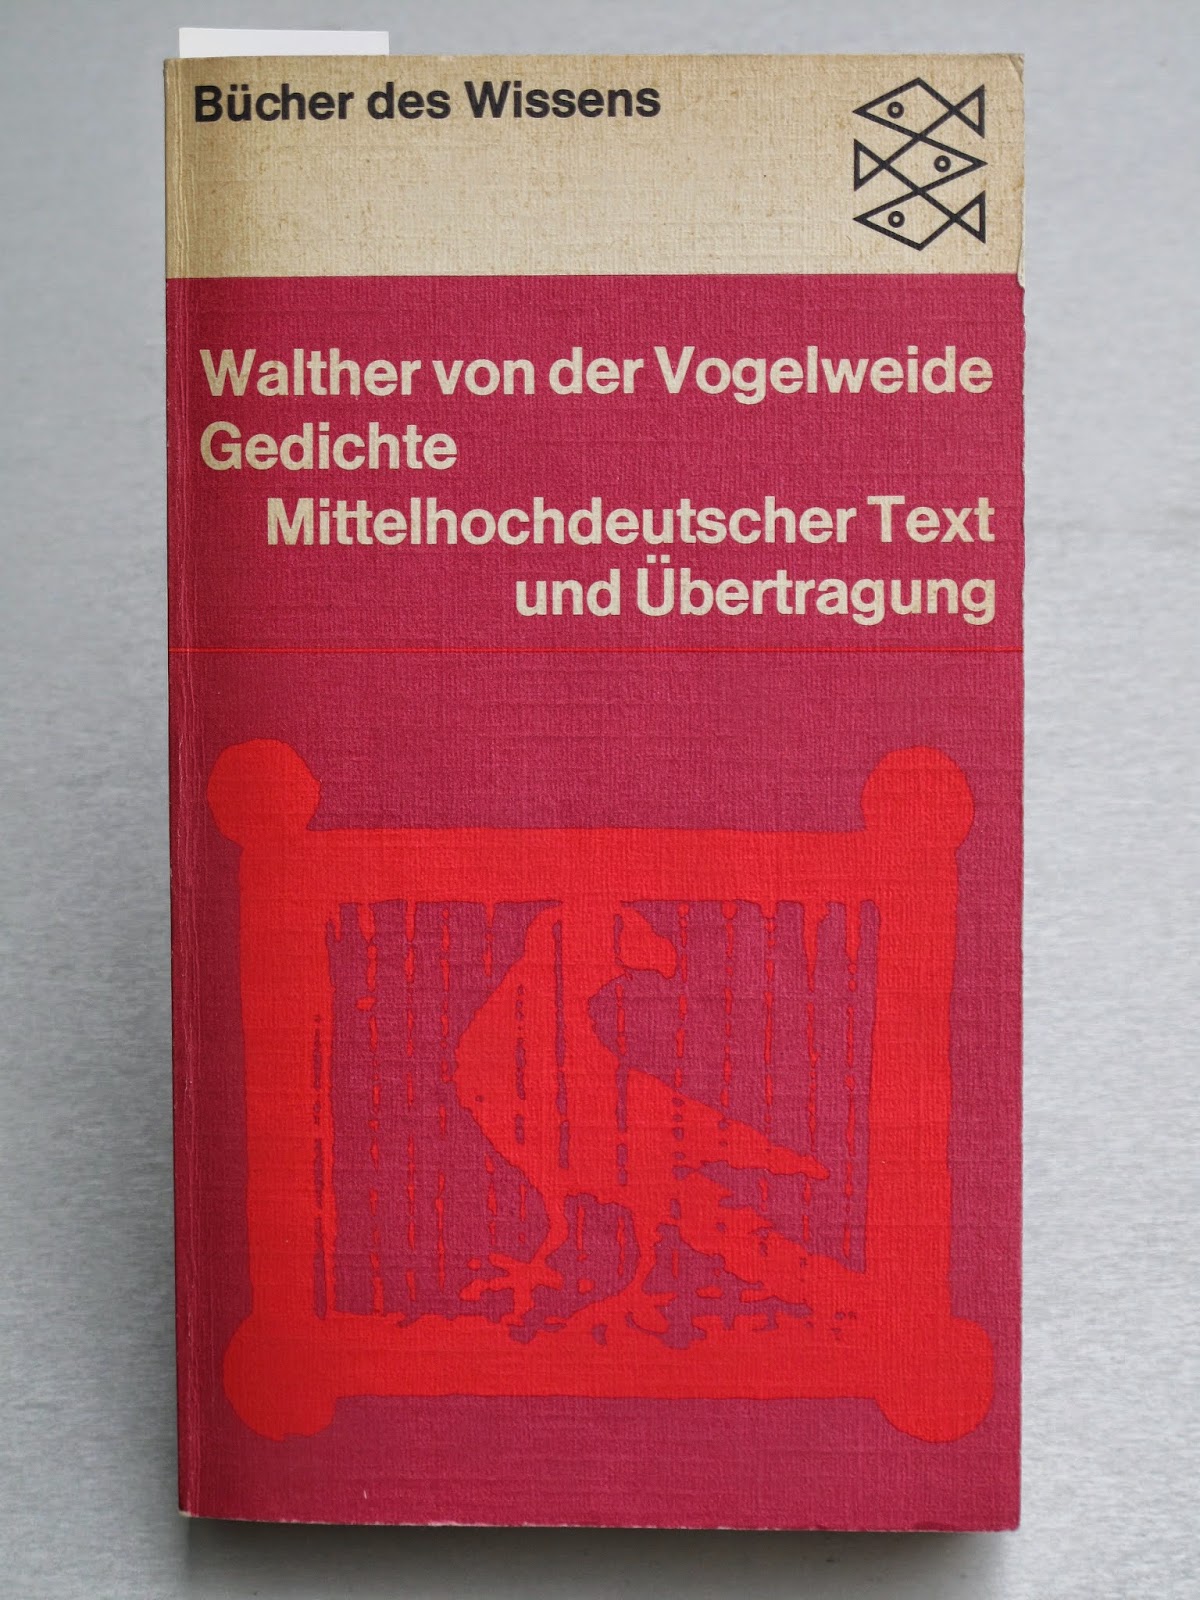 Bücher des Wissens
Walther von der Vogelweide
Gedichte
Mittelhochdeutscher Text
und Übertragung